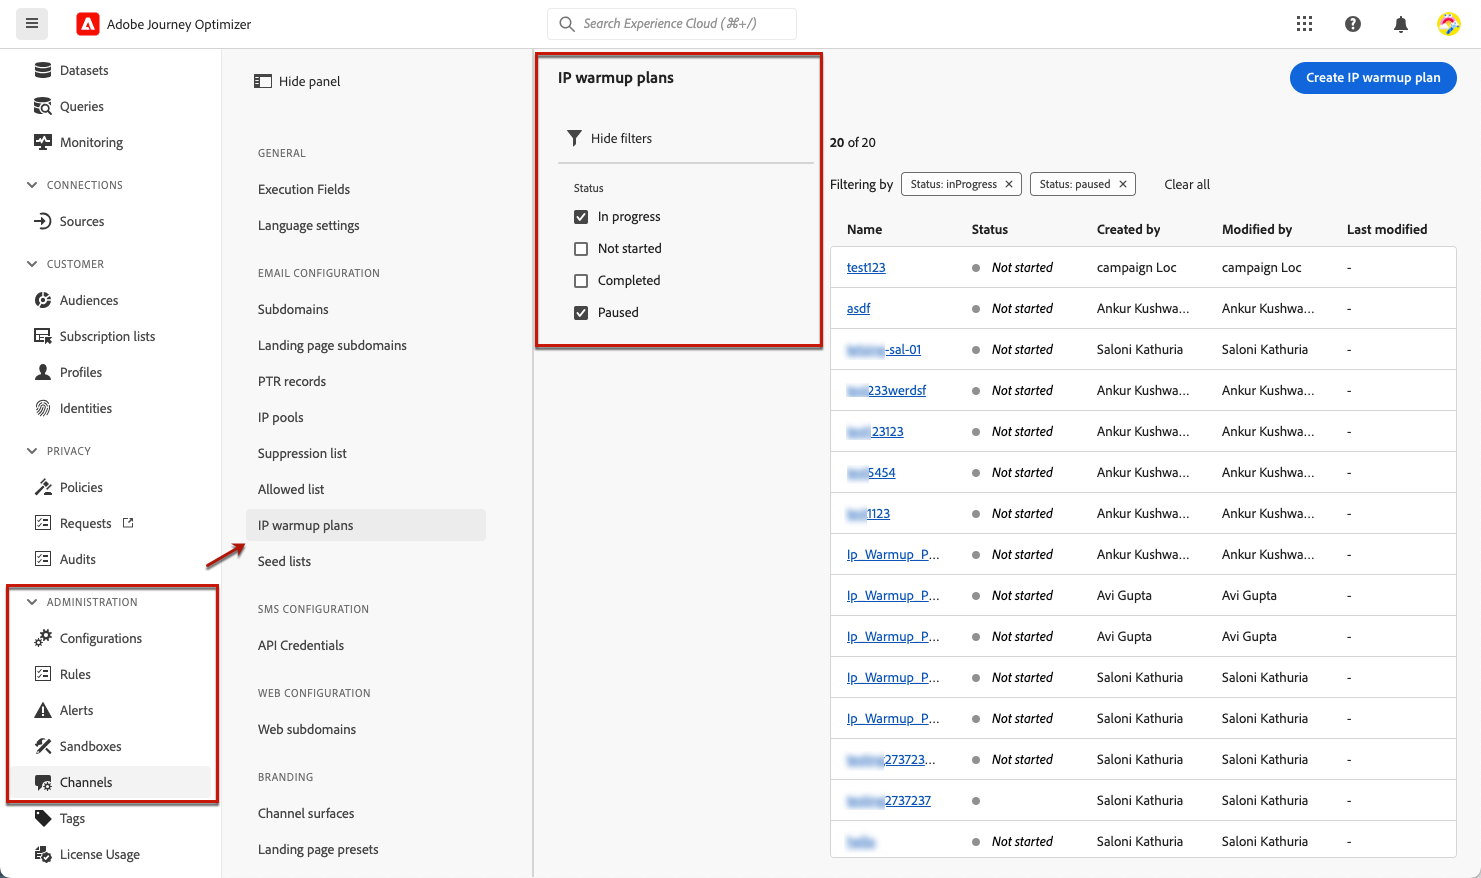 Adobe Journey Optimizer
Search Experience Cloud (⌘+/)
Datasets
Queries
Monitoring
CONNECTIONS
Sources
CUSTOMER
Audiences
Subscription lists
Profiles
Identities
PRIVACY
Policies
Requests
Audits
ADMINISTRATION
Configurations
Rules
Alerts
Sandboxes
Channels
Tags
License Usage
Hide panel
GENERAL
Execution Fields
Language settings
EMAIL CONFIGURATION
Subdomains
Landing page subdomains
PTR records
IP pools
Suppression list
Allowed list
IP warmup plans
Seed lists
SMS CONFIGURATION
API Credentials
WEB CONFIGURATION
Web subdomains
BRANDING
Channel surfaces
Landing page presets
IP warmup plans
Hide filters
Status
In progress
Not started
Completed
Paused
Create IP warmup plan
20 of 20
Filtering by Status: inProgress × Status: paused × Clear all
Name Status Created by Modified by Last modified
test123 Not started campaign Loc campaign Loc -
asdf Not started Ankur Kushwa... Ankur Kushwa... -
-sal-01 Not started Saloni Kathuria Saloni Kathuria -
233werdsf Not started Ankur Kushwa... Ankur Kushwa... -
23123 Not started Ankur Kushwa... Ankur Kushwa... -
5454 Not started Ankur Kushwa... Ankur Kushwa... -
1123 Not started Ankur Kushwa... Ankur Kushwa... -
Ip_Warmup_P... Not started Ankur Kushwa... Ankur Kushwa... -
Ip_Warmup_P... Not started Avi Gupta Avi Gupta -
Ip_Warmup_P... Not started Avi Gupta Avi Gupta -
Ip_Warmup_P... Not started Saloni Kathuria Saloni Kathuria -
Ip_Warmup_P... Not started Saloni Kathuria Saloni Kathuria -
273723... Not started Saloni Kathuria Saloni Kathuria -
2737237 Saloni Kathuria Saloni Kathuria -
Not started Saloni Kathuria Saloni Kathuria -